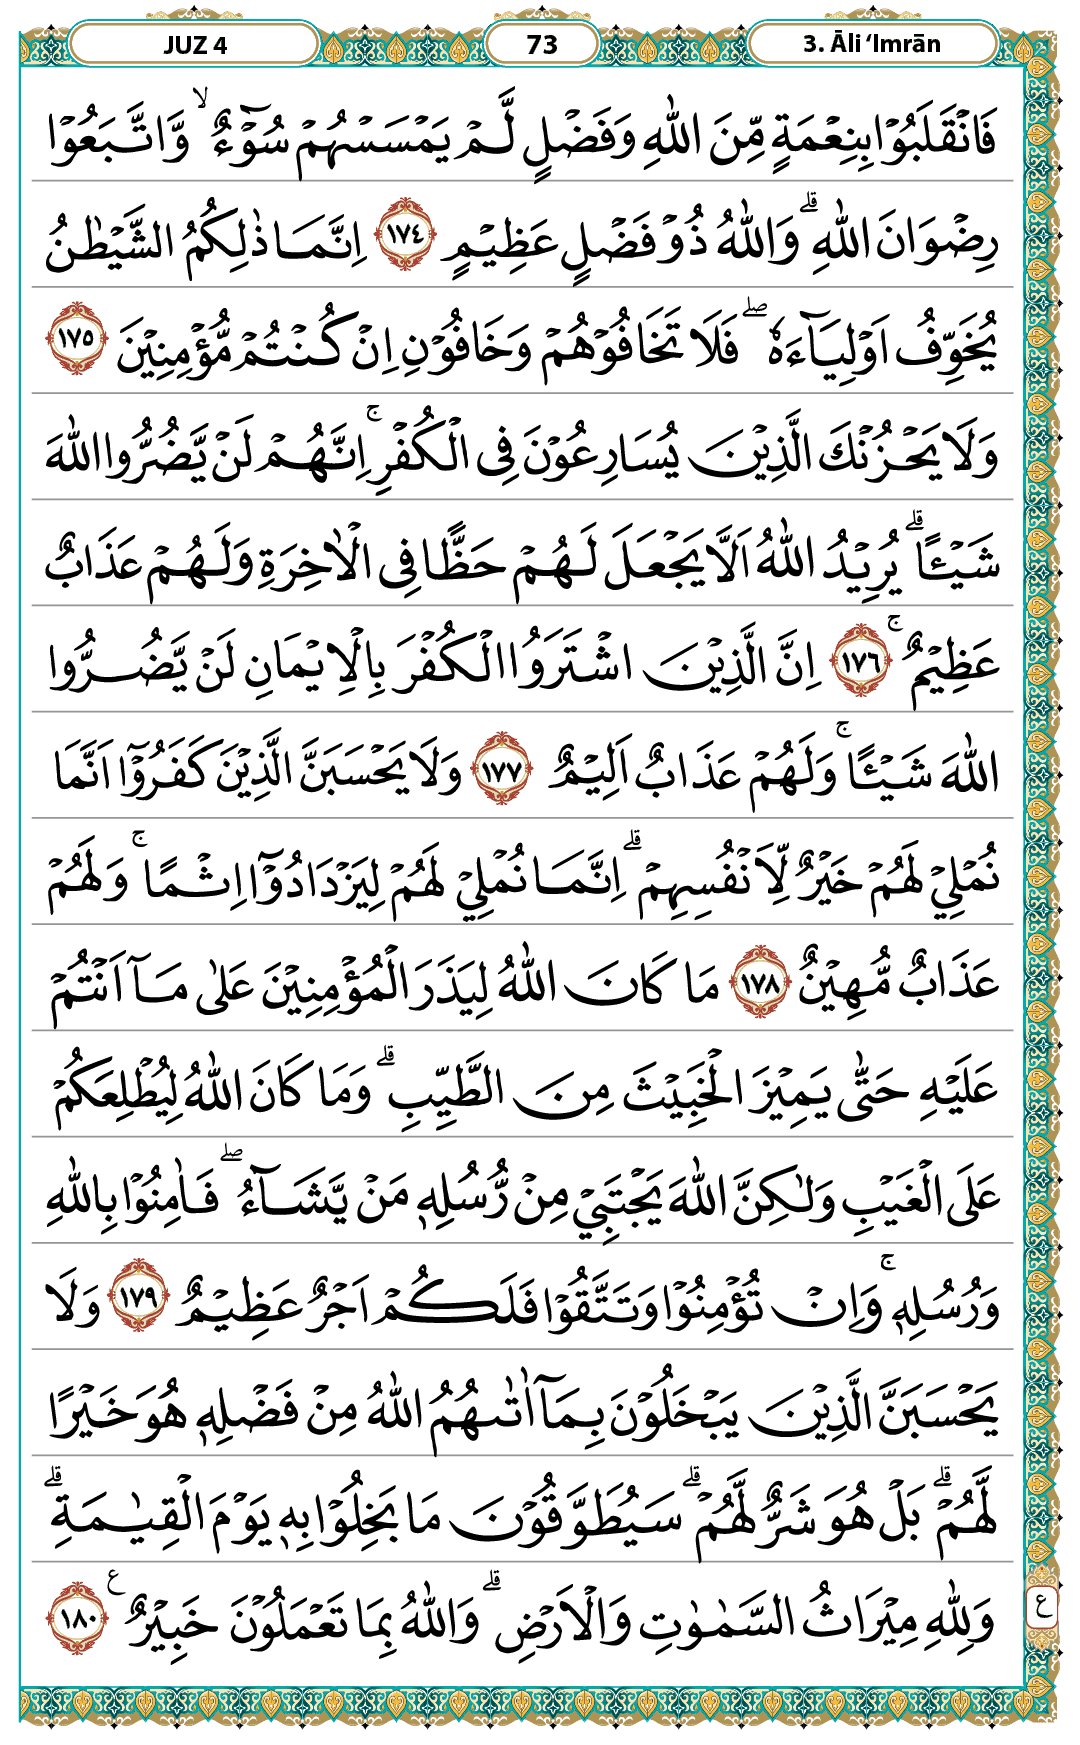 JUZ 4 73 3. Āli ‘Imrān
فَانْقَلَبُوْا بِنِعْمَةٍ مِّنَ اللّٰهِ وَفَضْلٍ لَّمْ يَمْسَسْهُمْ سُوْٓءٌ ۙ وَّاتَّبَعُوْا
رِضْوَانَ اللّٰهِ ۗ وَاللّٰهُ ذُوْ فَضْلٍ عَظِيْمٍ ١٧٤ اِنَّمَا ذٰلِكُمُ الشَّيْطٰنُ
يُخَوِّفُ اَوْلِيَاۤءَهٗ ۖ فَلَا تَخَافُوْهُمْ وَخَافُوْنِ اِنْ كُنْتُمْ مُّؤْمِنِيْنَ ١٧٥
وَلَا يَحْزُنْكَ الَّذِيْنَ يُسَارِعُوْنَ فِى الْكُفْرِ ۚ اِنَّهُمْ لَنْ يَّضُرُّوا اللّٰهَ
شَيْـًٔا ۗ يُرِيْدُ اللّٰهُ اَلَّا يَجْعَلَ لَهُمْ حَظًّا فِى الْاٰخِرَةِ وَلَهُمْ عَذَابٌ
عَظِيْمٌ ۚ ١٧٦ اِنَّ الَّذِيْنَ اشْتَرَوُا الْكُفْرَ بِالْاِيْمَانِ لَنْ يَّضُرُّوا
اللّٰهَ شَيْـًٔا ۚ وَلَهُمْ عَذَابٌ اَلِيْمٌ ١٧٧ وَلَا يَحْسَبَنَّ الَّذِيْنَ كَفَرُوْٓا اَنَّمَا
نُمْلِيْ لَهُمْ خَيْرٌ لِّاَنْفُسِهِمْ ۗ اِنَّمَا نُمْلِيْ لَهُمْ لِيَزْدَادُوْٓا اِثْمًا ۚ وَلَهُمْ
عَذَابٌ مُّهِيْنٌ ١٧٨ مَا كَانَ اللّٰهُ لِيَذَرَ الْمُؤْمِنِيْنَ عَلٰى مَآ اَنْتُمْ
عَلَيْهِ حَتّٰى يَمِيْزَ الْخَبِيْثَ مِنَ الطَّيِّبِ ۗ وَمَا كَانَ اللّٰهُ لِيُطْلِعَكُمْ
عَلَى الْغَيْبِ وَلٰكِنَّ اللّٰهَ يَجْتَبِيْ مِنْ رُّسُلِهٖ مَنْ يَّشَاۤءُ ۖ فَاٰمِنُوْا بِاللّٰهِ
وَرُسُلِهٖ ۚ وَاِنْ تُؤْمِنُوْا وَتَتَّقُوْا فَلَكُمْ اَجْرٌ عَظِيْمٌ ١٧٩ وَلَا
يَحْسَبَنَّ الَّذِيْنَ يَبْخَلُوْنَ بِمَآ اٰتٰىهُمُ اللّٰهُ مِنْ فَضْلِهٖ هُوَ خَيْرًا
لَّهُمْ ۗ بَلْ هُوَ شَرٌّ لَّهُمْ ۗ سَيُطَوَّقُوْنَ مَا بَخِلُوْا بِهٖ يَوْمَ الْقِيٰمَةِ ۗ
وَلِلّٰهِ مِيْرَاثُ السَّمٰوٰتِ وَالْاَرْضِ ۗ وَاللّٰهُ بِمَا تَعْمَلُوْنَ خَبِيْرٌ ࣖ ١٨٠
ع